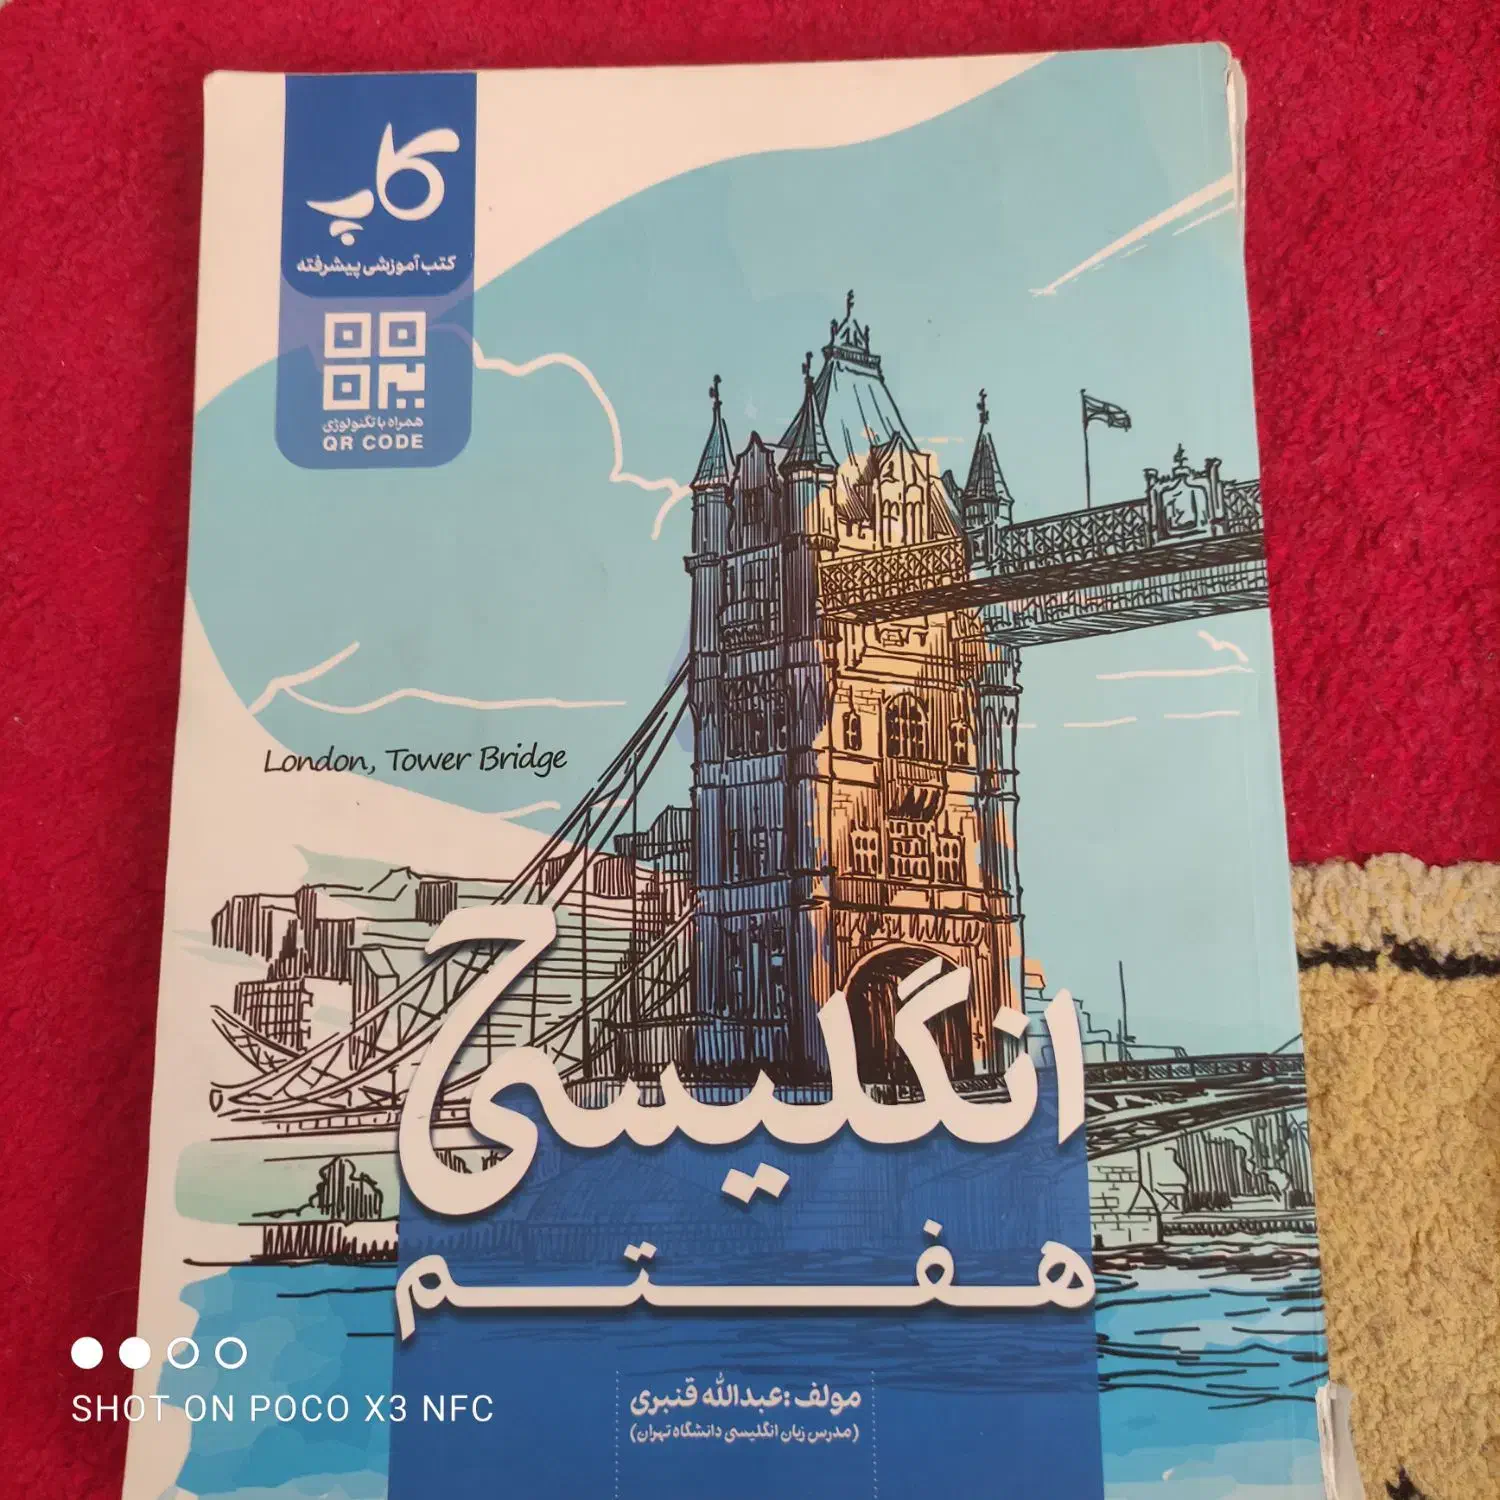 کاپ
کتب آموزشی پیشرفته
همراه با تکنولوژی
QR CODE
London, Tower Bridge
انگلیسی
هفتم
مولف: عبدالله قنبری
(مدرس زبان انگلیسی دانشگاه تهران)
SHOT ON POCO X3 NFC